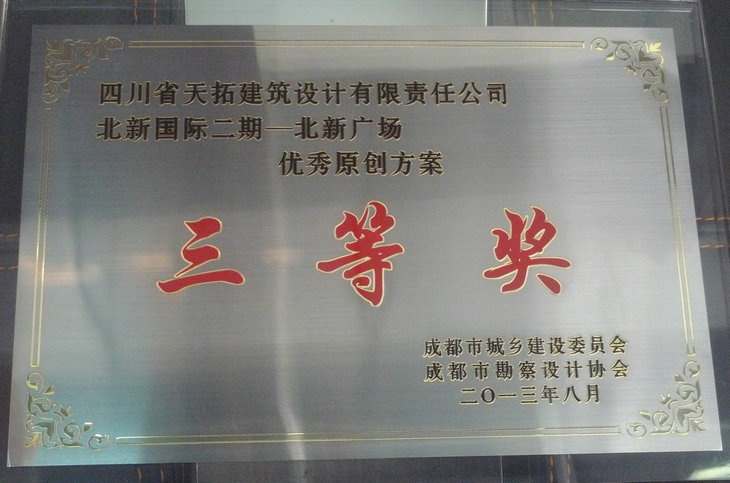 四川省天拓建筑设计有限责任公司
北新国际二期—北新广场
优秀原创方案
三等奖
成都市城乡建设委员会
成都市勘察设计协会
二〇一三年八月